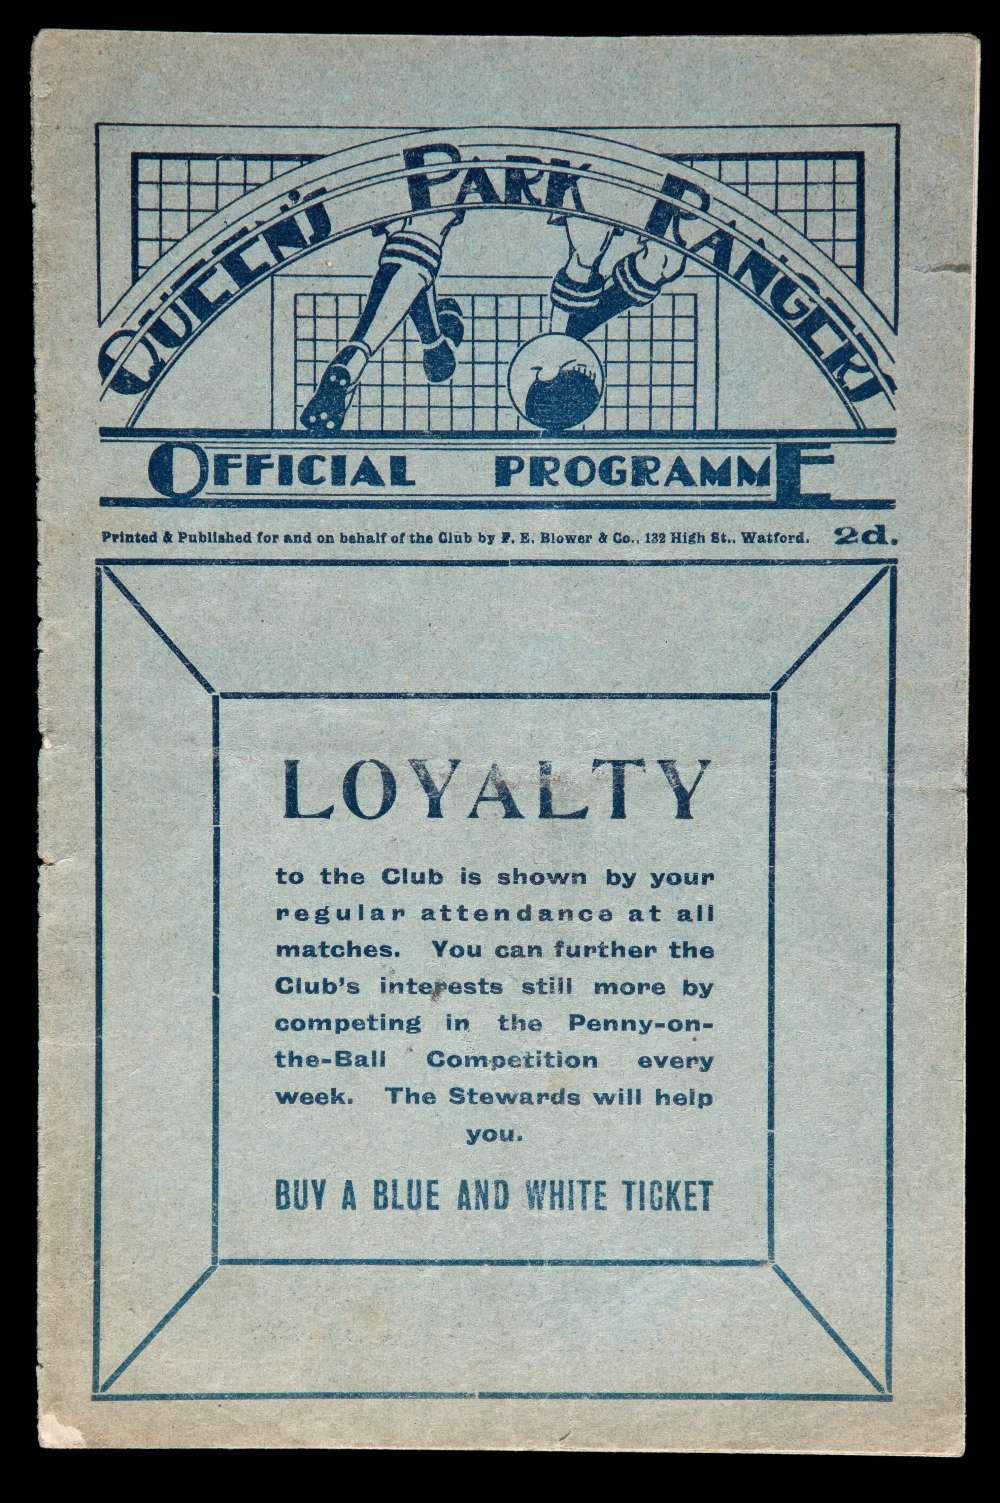 QUEEN'S PARK RANGERS
OFFICIAL PROGRAMME
Printed & Published for and on behalf of the Club by F. E. Blower & Co., 132 High St., Watford. 2d.
LOYALTY
to the Club is shown by your
regular attendance at all
matches. You can further the
Club's interests still more by
competing in the Penny-on-
the-Ball Competition every
week. The Stewards will help
you.
BUY A BLUE AND WHITE TICKET